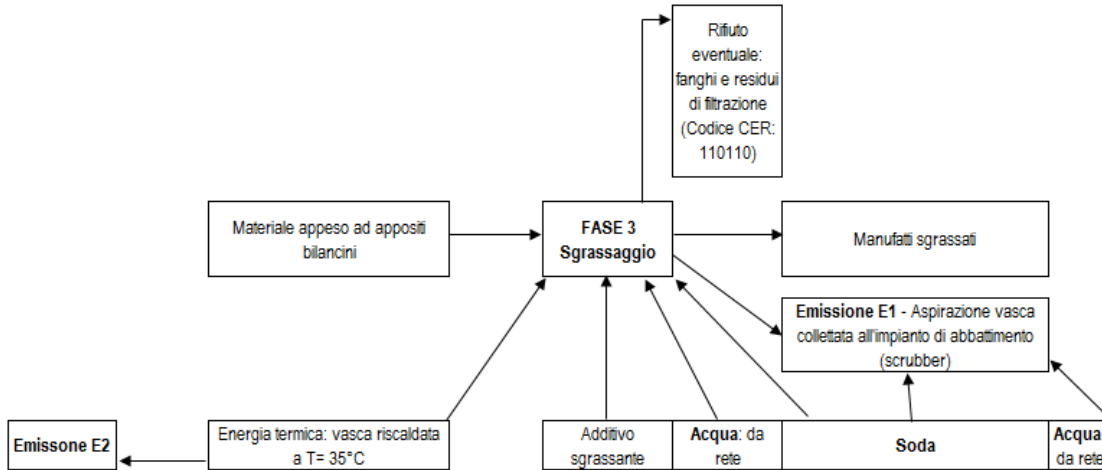 Rifiuto
eventuale:
fanghi e residui
di filtrazione
(Codice CER:
110110)
Materiale appeso ad appositi
bilancini
FASE 3
Sgrassaggio
Manufatti sgrassati
Emissione E1 - Aspirazione vasca
collettata all'impianto di abbattimento
(scrubber)
Emissone E2
Energia termica: vasca riscaldata
a T= 35°C
Additivo
sgrassante
Acqua: da
rete
Soda
Acqua:
da rete